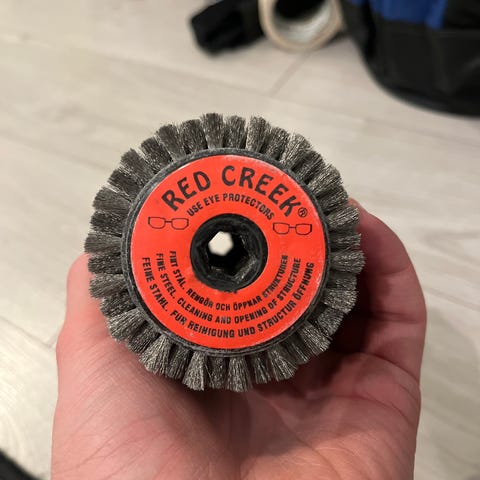 RED CREEK®
USE EYE PROTECTORS
FINT STÅL. RENGÖR OCH ÖPPNAR STRUKTUREN
FINE STEEL. CLEANING AND OPENING OF STRUCTURE
FEINE STAHL. FUR REINIGUNG UND STRUCTUR ÖFFNUNG